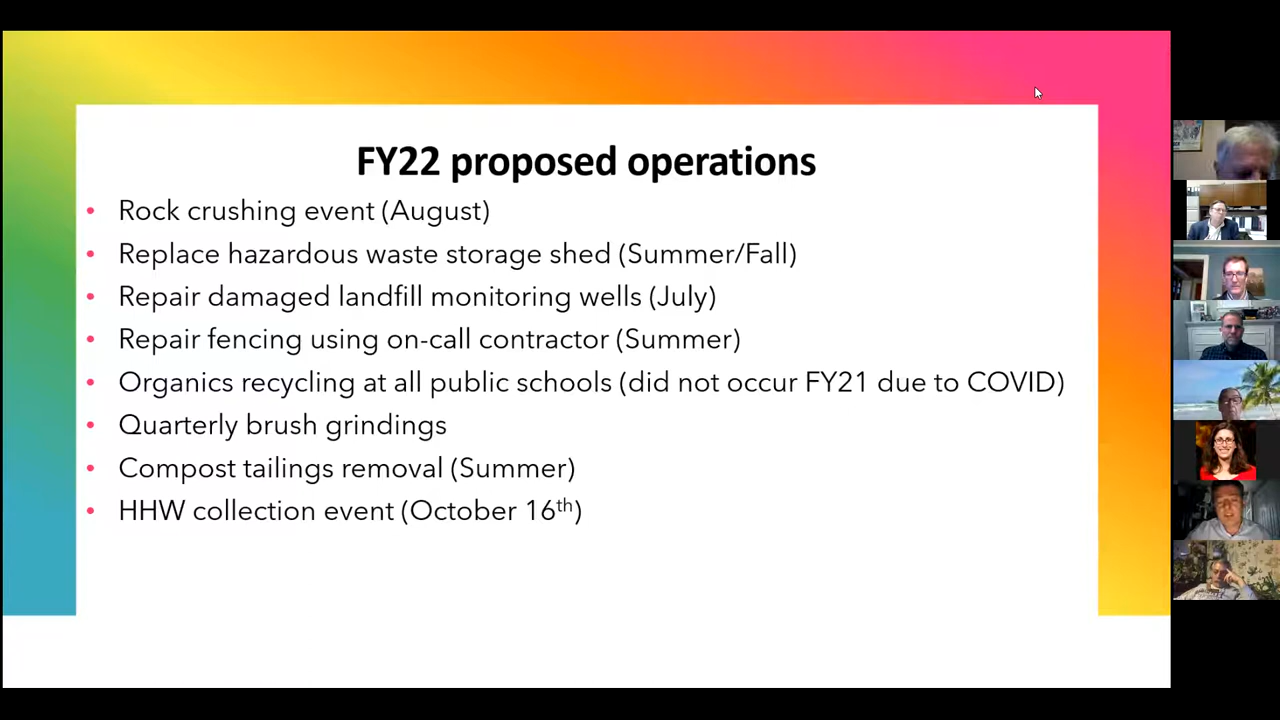 FY22 proposed operations
• Rock crushing event (August)
• Replace hazardous waste storage shed (Summer/Fall)
• Repair damaged landfill monitoring wells (July)
• Repair fencing using on-call contractor (Summer)
• Organics recycling at all public schools (did not occur FY21 due to COVID)
• Quarterly brush grindings
• Compost tailings removal (Summer)
• HHW collection event (October 16th)